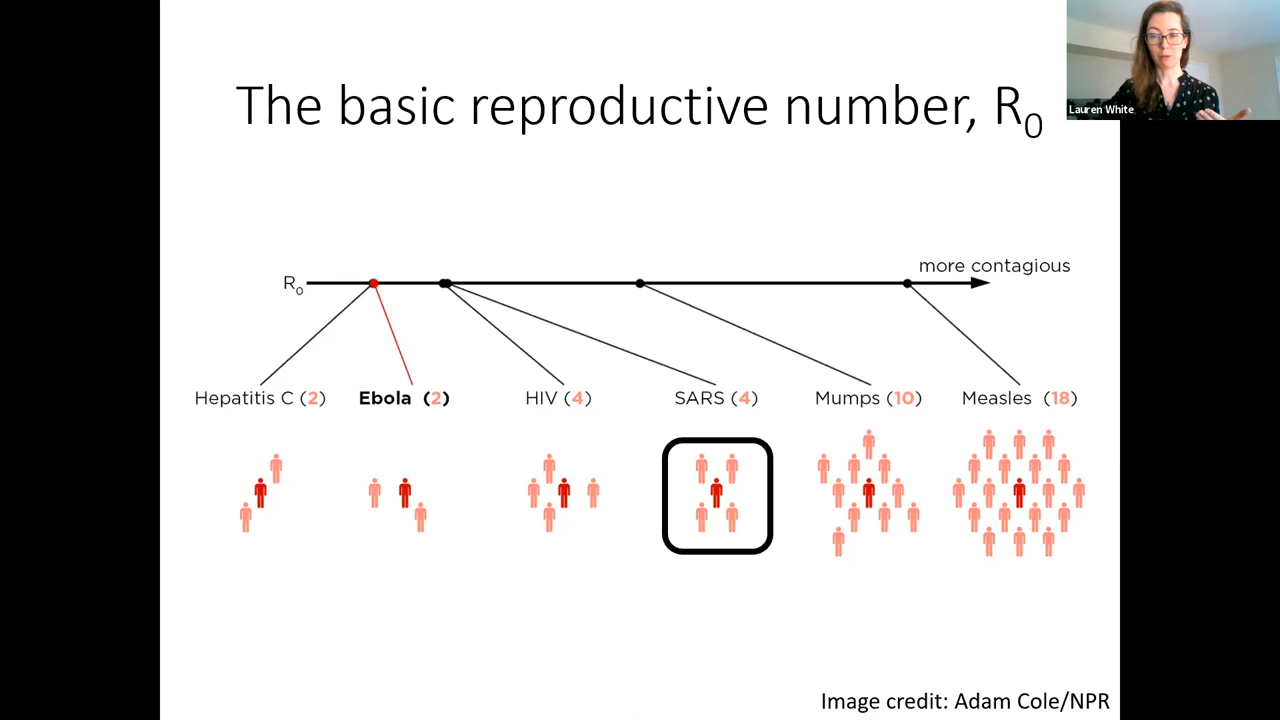 Lauren White
The basic reproductive number, R0
more contagious
R0
Hepatitis C (2) Ebola (2) HIV (4) SARS (4) Mumps (10) Measles (18)
Image credit: Adam Cole/NPR